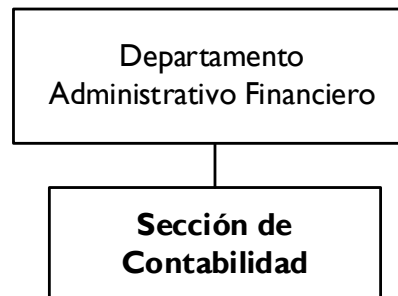 Departamento
Administrativo Financiero
Sección de
Contabilidad